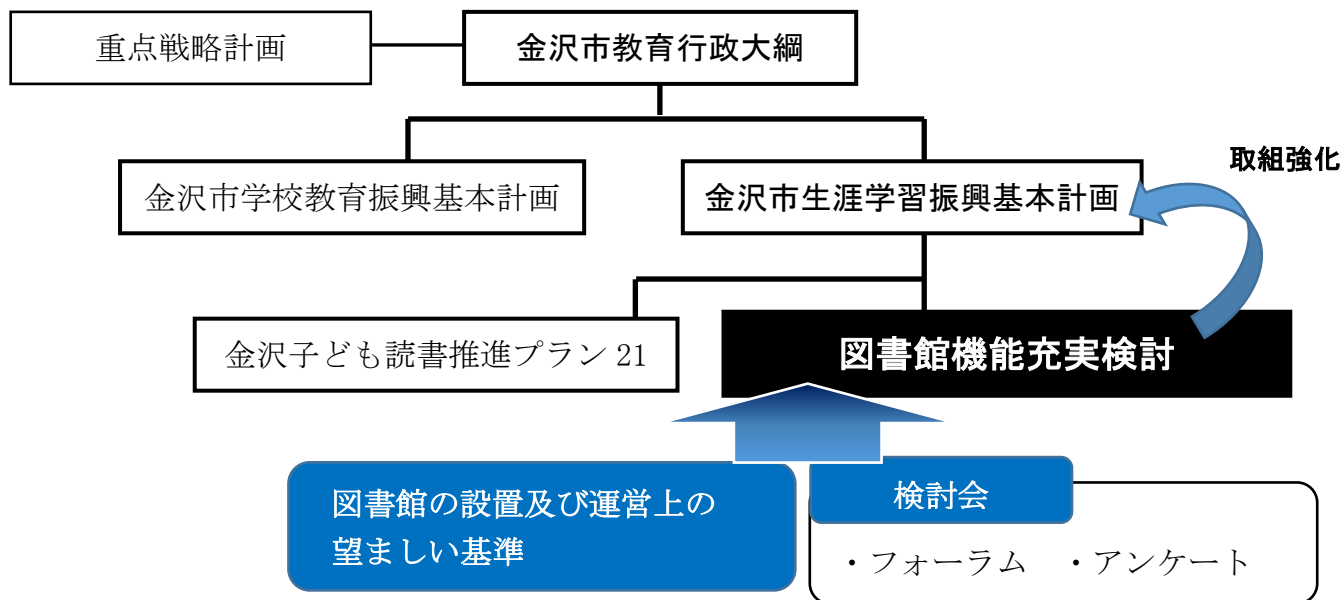 重点戦略計画
金沢市教育行政大綱
取組強化
金沢市学校教育振興基本計画
金沢市生涯学習振興基本計画
金沢子ども読書推進プラン 21
図書館機能充実検討
図書館の設置及び運営上の
望ましい基準
検討会
・フォーラム ・アンケート